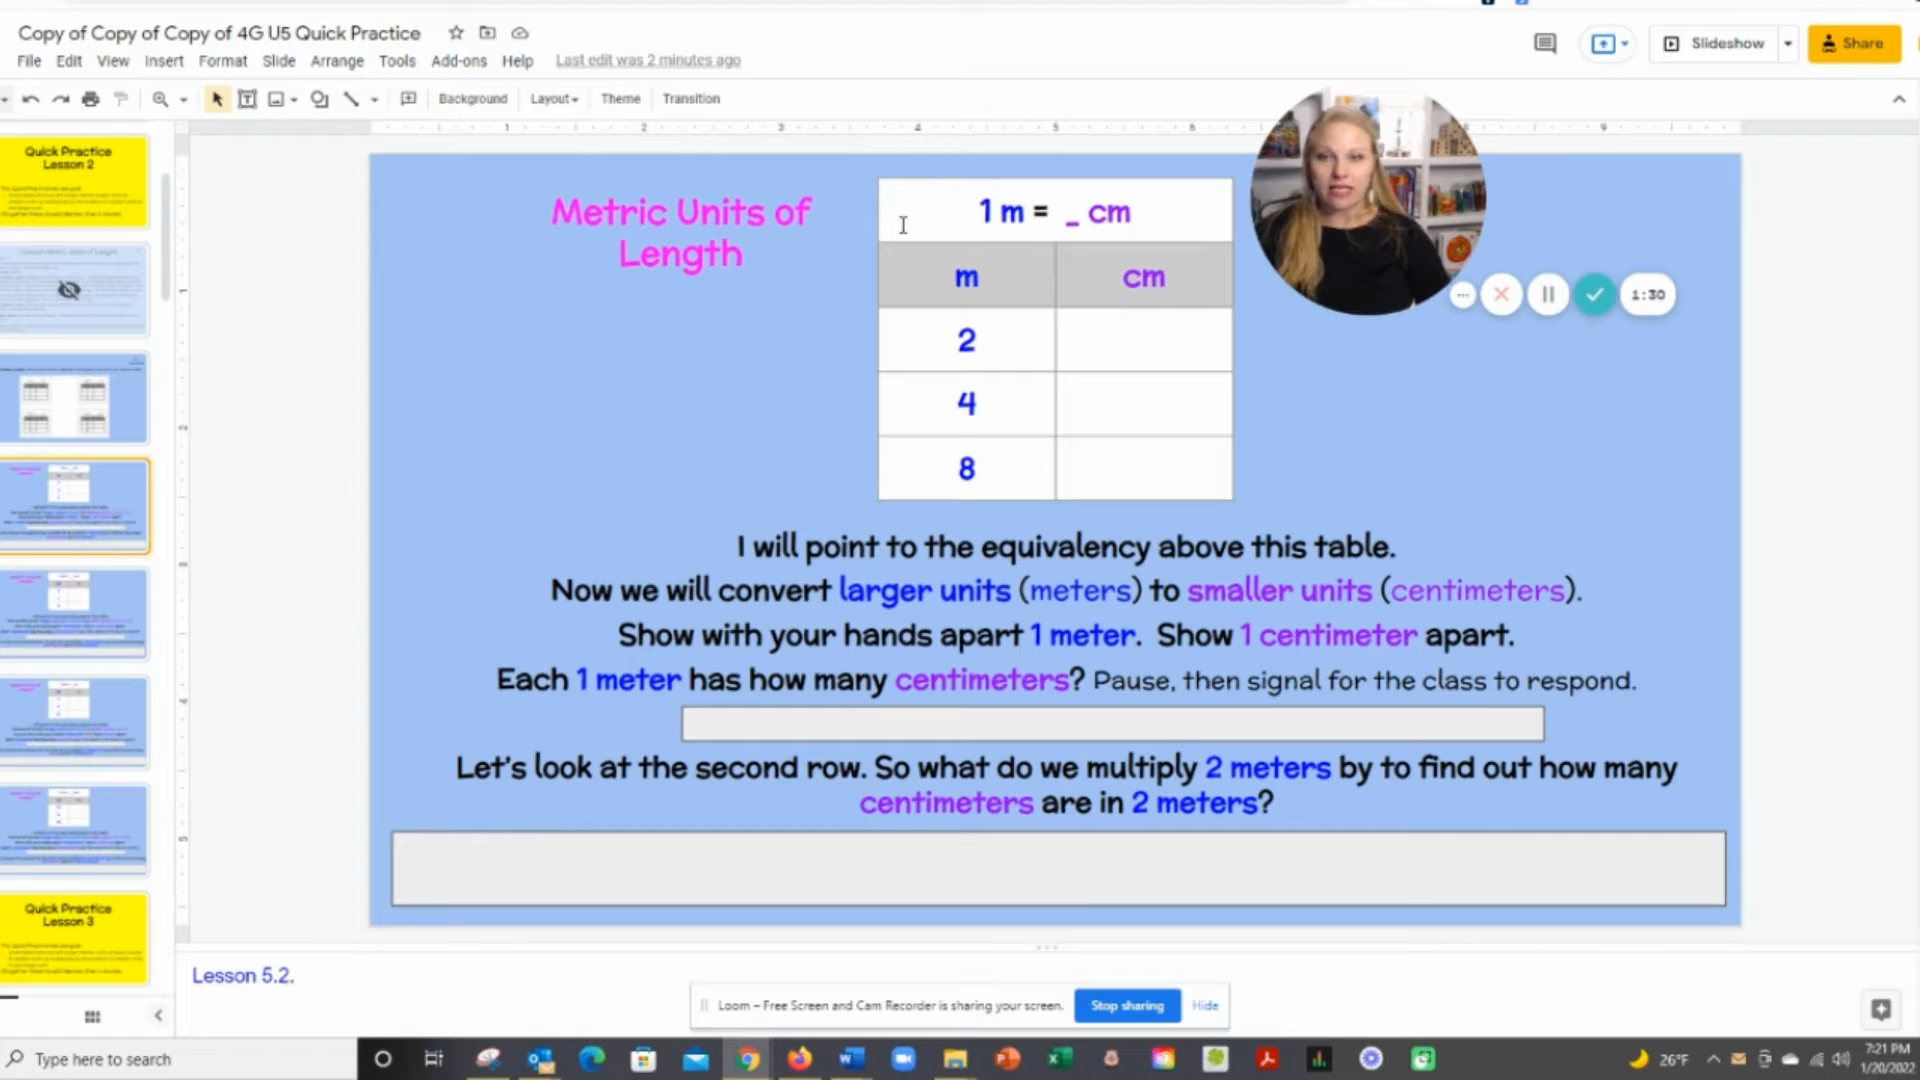 Copy of Copy of Copy of 4G U5 Quick Practice
File Edit View Insert Format Slide Arrange Tools Add-ons Help Last edit was 2 minutes ago
Slideshow
Share
Background Layout Theme Transition
1 2 3 4 5 6 9
Quick Practice
Lesson 2
Quick Practice
Lesson 3
Metric Units of
Length
1 m = _ cm
m cm
2
4
8
1:30
I will point to the equivalency above this table.
Now we will convert larger units (meters) to smaller units (centimeters).
Show with your hands apart 1 meter. Show 1 centimeter apart.
Each 1 meter has how many centimeters? Pause, then signal for the class to respond.
Let's look at the second row. So what do we multiply 2 meters by to find out how many
centimeters are in 2 meters?
Lesson 5.2.
Loom – Free Screen and Cam Recorder is sharing your screen. Stop sharing Hide
Type here to search
26°F
7:21 PM
1/20/2022